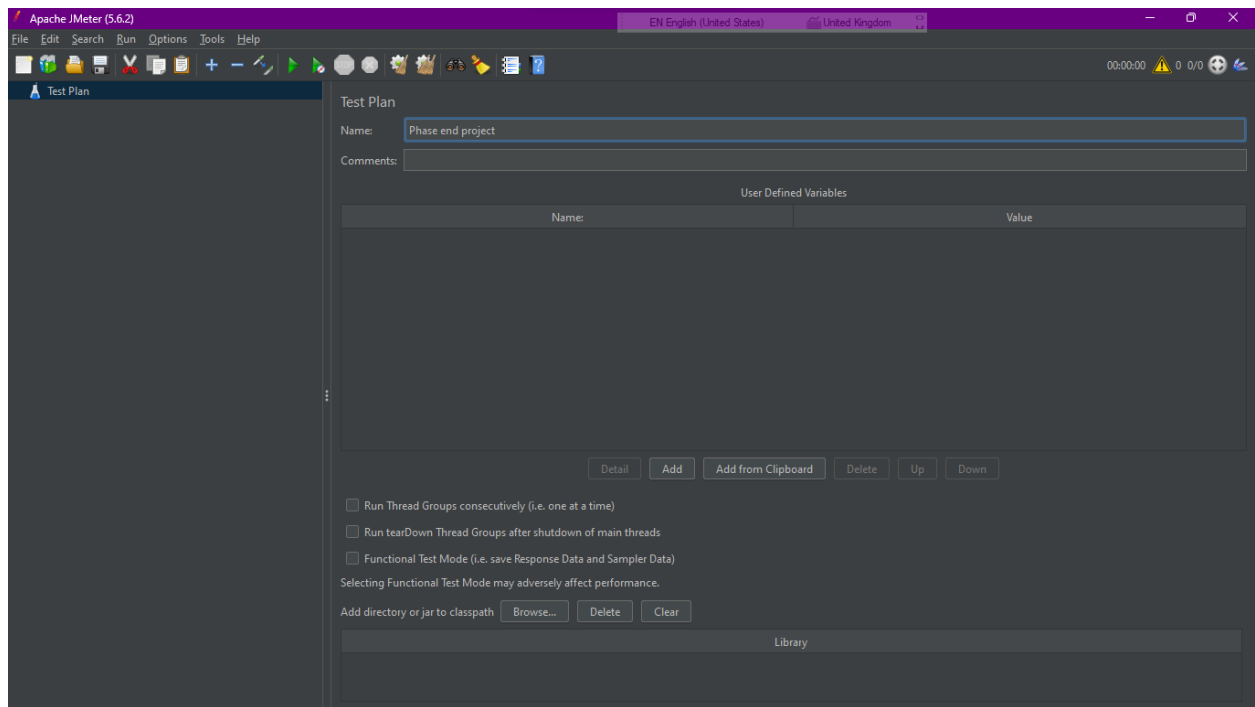 Apache JMeter (5.6.2)
EN English (United States) United Kingdom
File Edit Search Run Options Tools Help
00:00:00 0 0/0
Test Plan
Test Plan
Name: Phase end project
Comments:
User Defined Variables
Name: Value
Detail Add Add from Clipboard Delete Up Down
Run Thread Groups consecutively (i.e. one at a time)
Run tearDown Thread Groups after shutdown of main threads
Functional Test Mode (i.e. save Response Data and Sampler Data)
Selecting Functional Test Mode may adversely affect performance.
Add directory or jar to classpath Browse... Delete Clear
Library